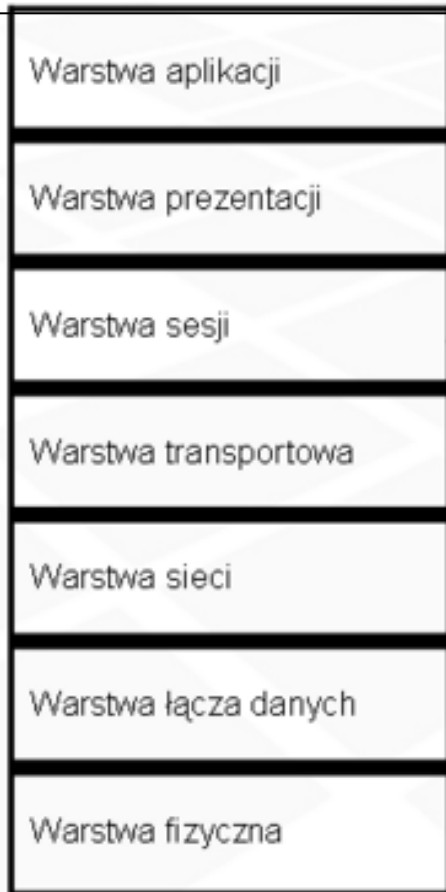 Warstwa aplikacji
Warstwa prezentacji
Warstwa sesji
Warstwa transportowa
Warstwa sieci
Warstwa łącza danych
Warstwa fizyczna